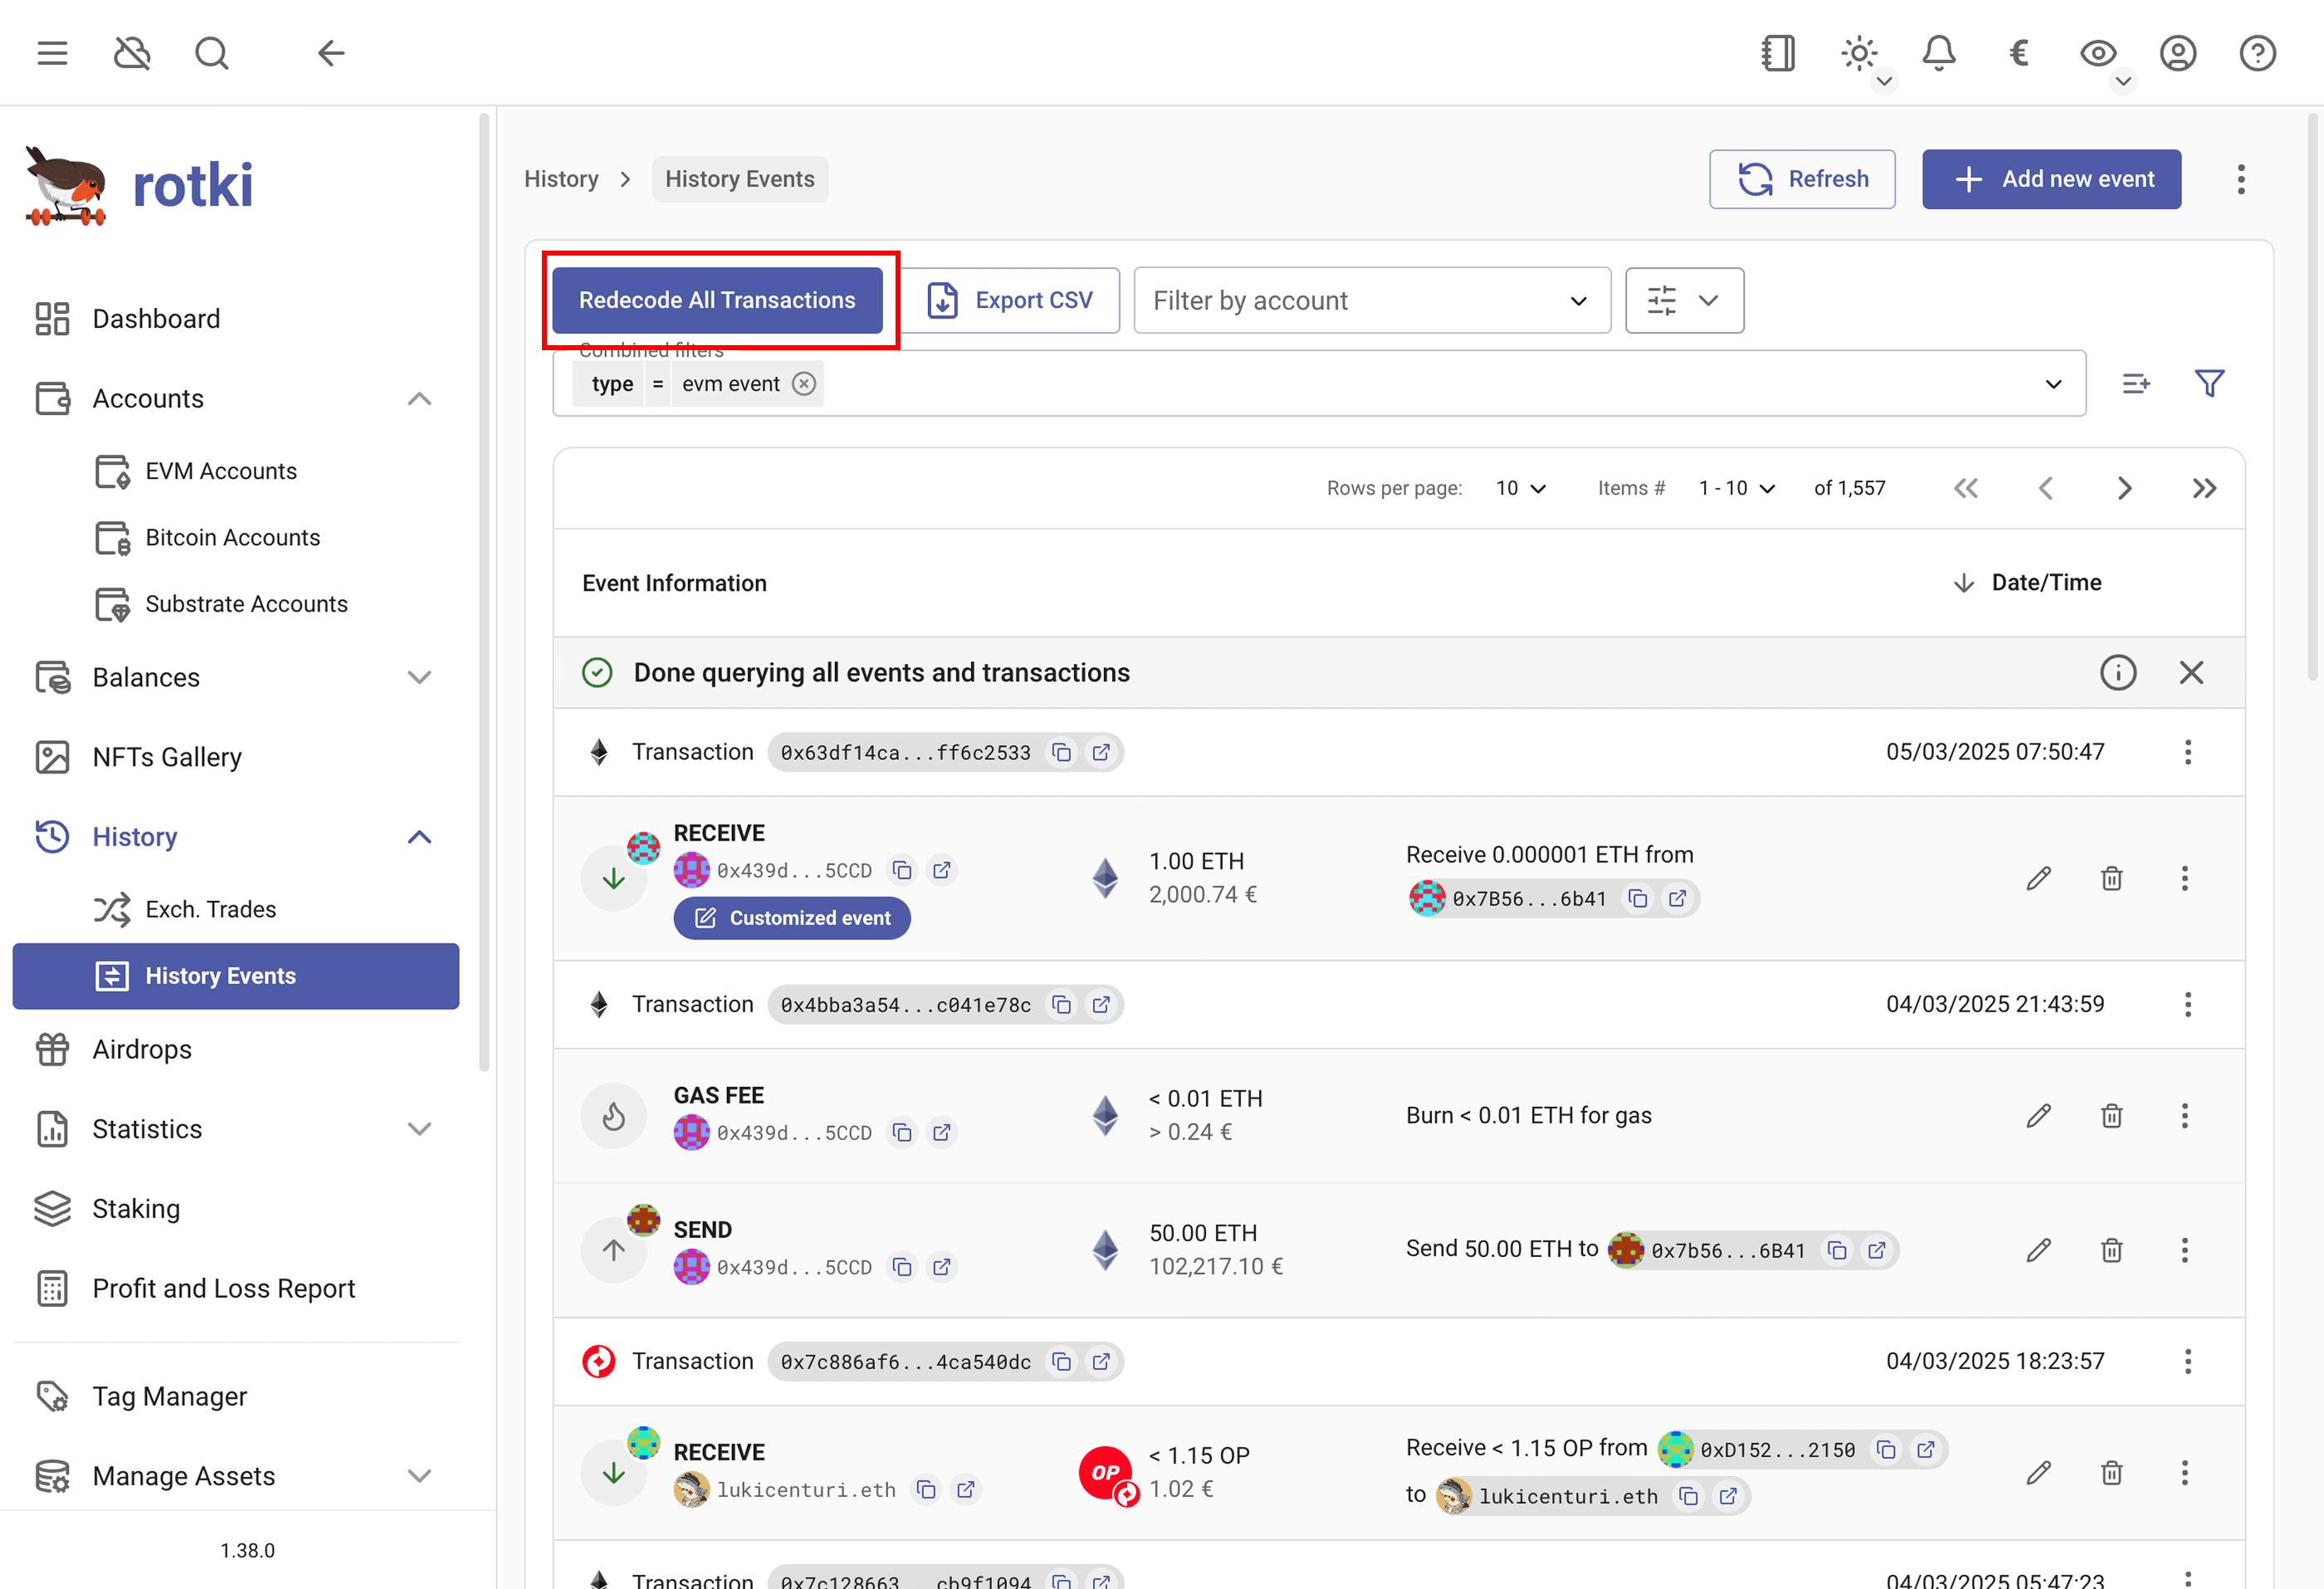 €
rotki
History
History Events
Refresh
Add new event
Redecode All Transactions
Export CSV
Filter by account
Combined filters
type = evm event
Dashboard
Accounts
EVM Accounts
Bitcoin Accounts
Substrate Accounts
Balances
NFTs Gallery
History
Exch. Trades
History Events
Airdrops
Statistics
Staking
Profit and Loss Report
Tag Manager
Manage Assets
1.38.0
Rows per page: 10 Items # 1 - 10 of 1,557
Event Information
Date/Time
Done querying all events and transactions
Transaction 0x63df14ca...ff6c2533 05/03/2025 07:50:47
RECEIVE
0x439d...5CCD
Customized event
1.00 ETH
2,000.74 €
Receive 0.000001 ETH from
0x7B56...6b41
Transaction 0x4bba3a54...c041e78c 04/03/2025 21:43:59
GAS FEE
0x439d...5CCD
< 0.01 ETH
> 0.24 €
Burn < 0.01 ETH for gas
SEND
0x439d...5CCD
50.00 ETH
102,217.10 €
Send 50.00 ETH to 0x7b56...6B41
Transaction 0x7c886af6...4ca540dc 04/03/2025 18:23:57
RECEIVE
lukicenturi.eth
OP
< 1.15 OP
1.02 €
Receive < 1.15 OP from 0xD152...2150
to lukicenturi.eth
Transaction 0x7c128663...cb9f1094 04/03/2025 05:47:23